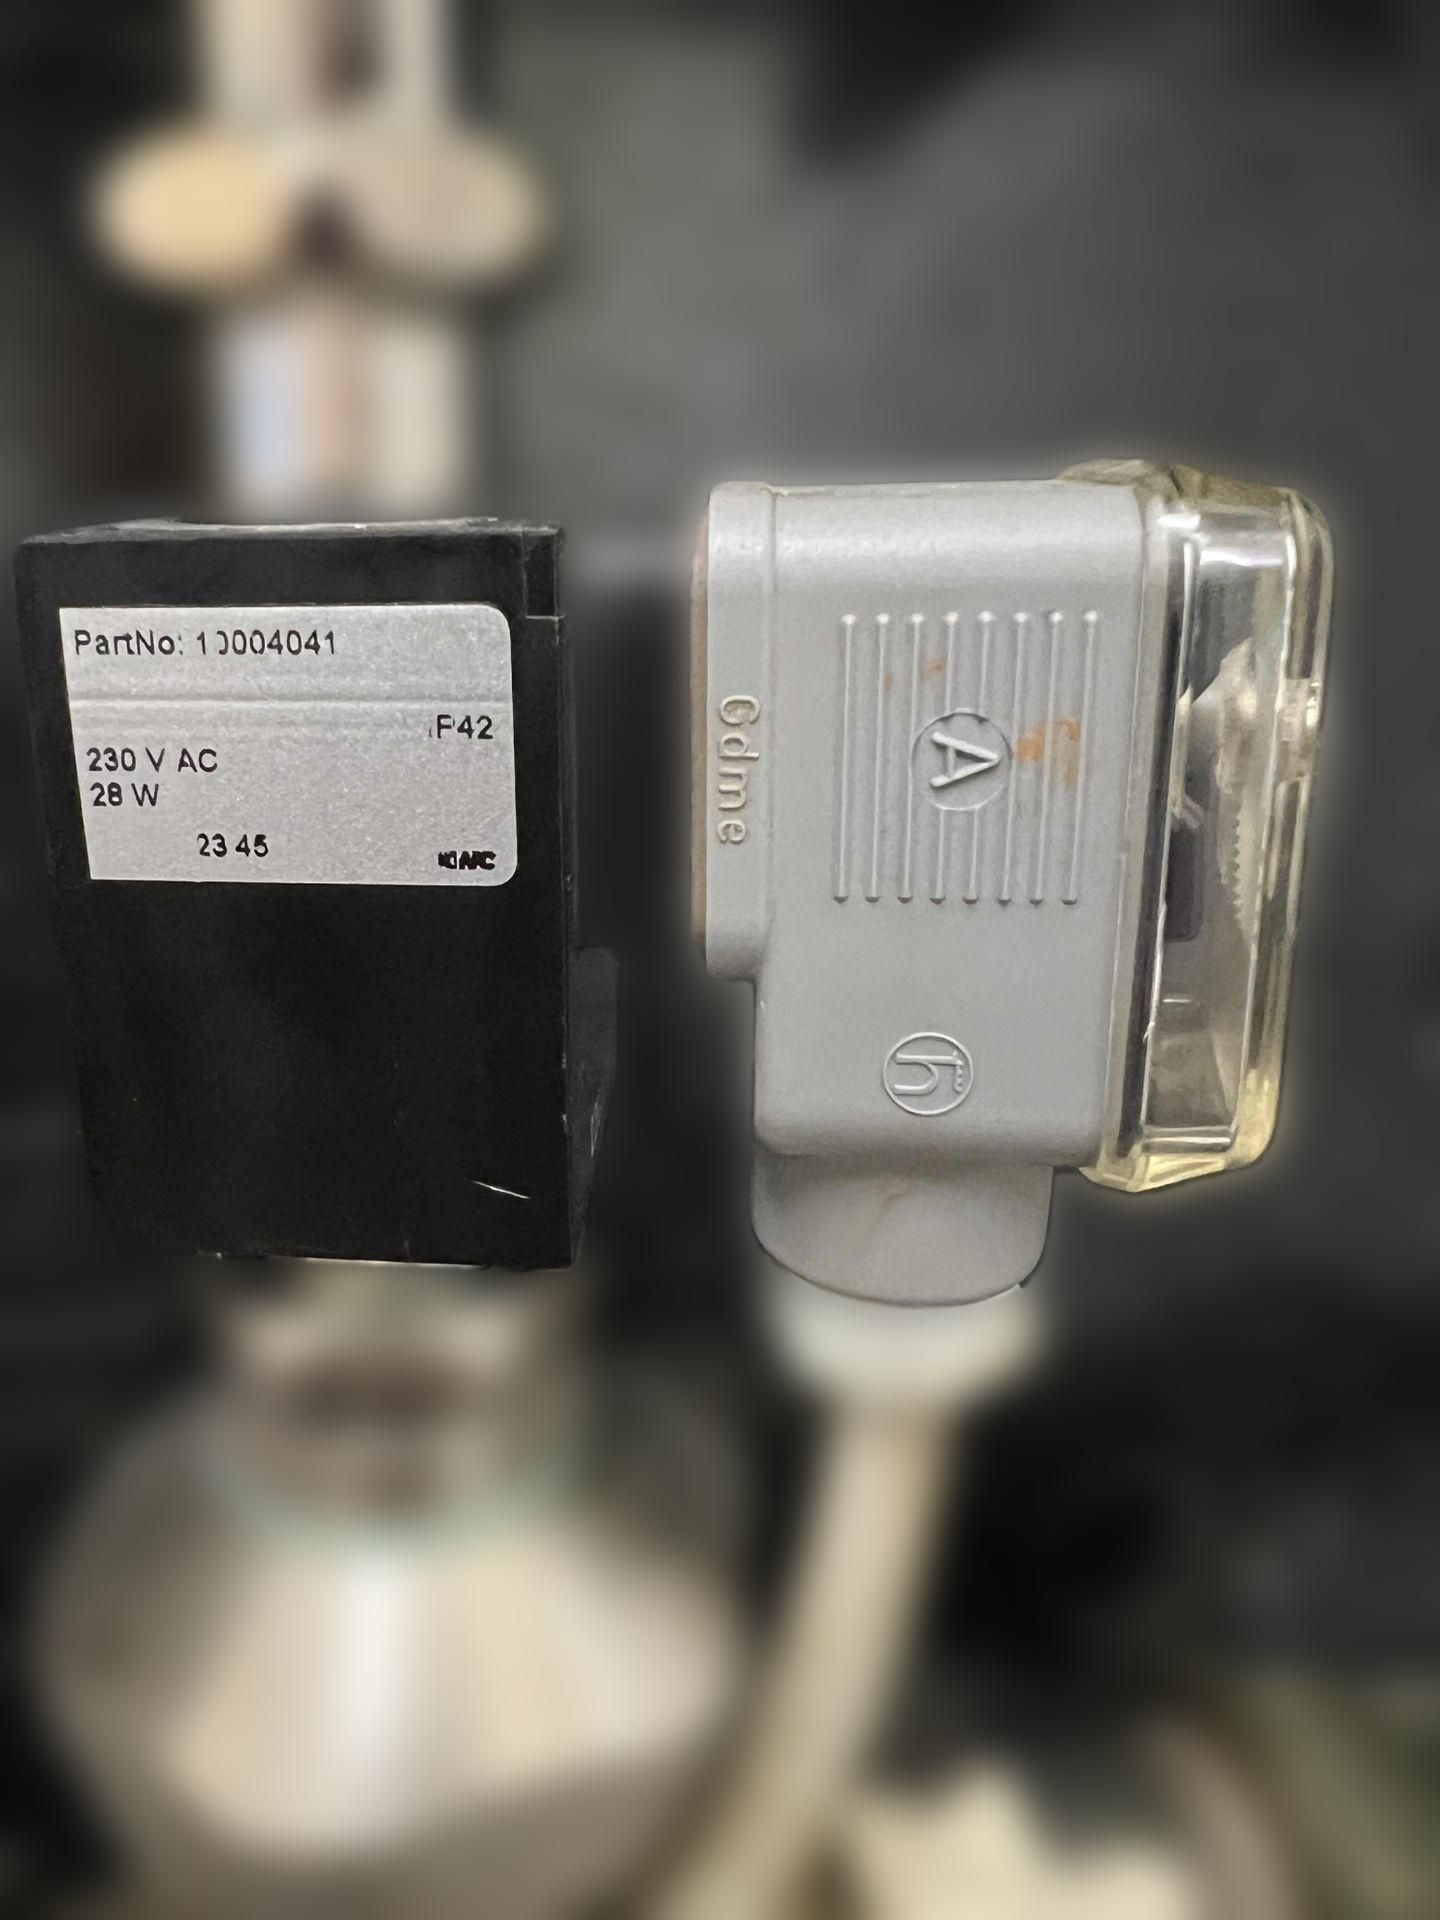 PartNo: 10004041
IP42
230 V AC
28 W
23 45
Gdme
A
h